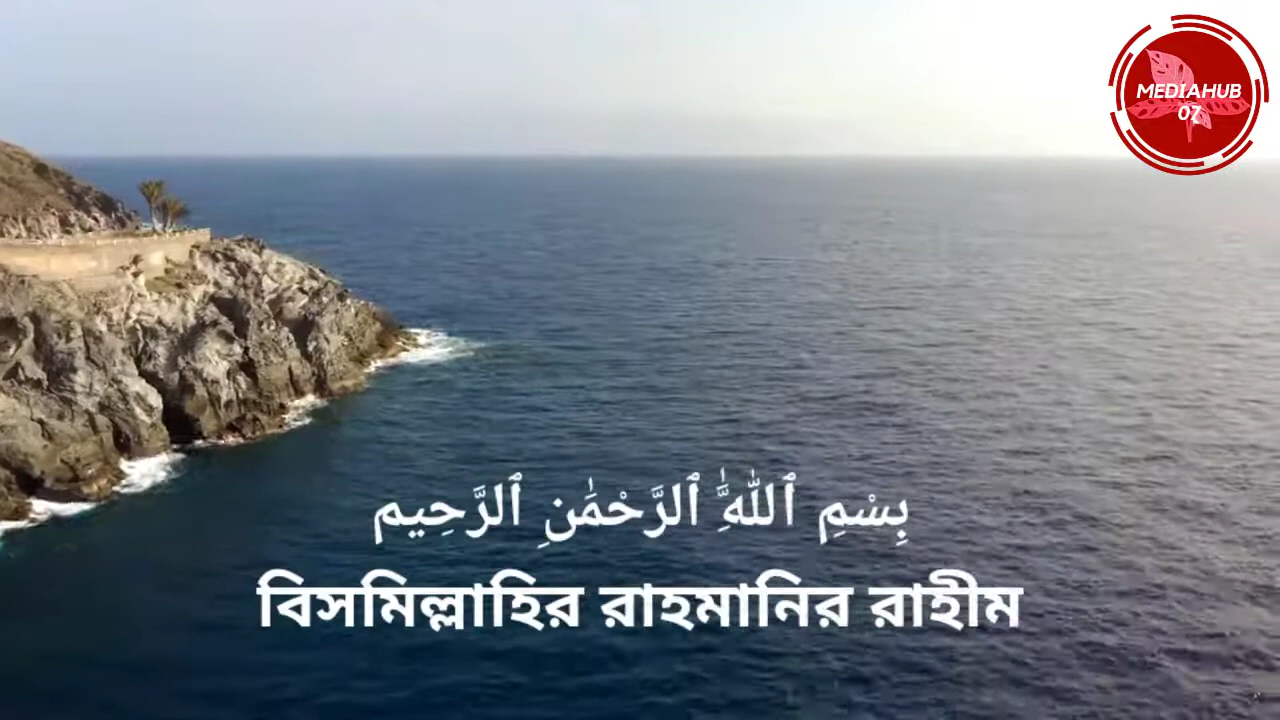 MEDIAHUB
07
بِسْمِ ٱللَّٰهِ ٱلرَّحْمَٰنِ ٱلرَّحِيم
বিসমিল্লাহির রাহমানির রাহীম